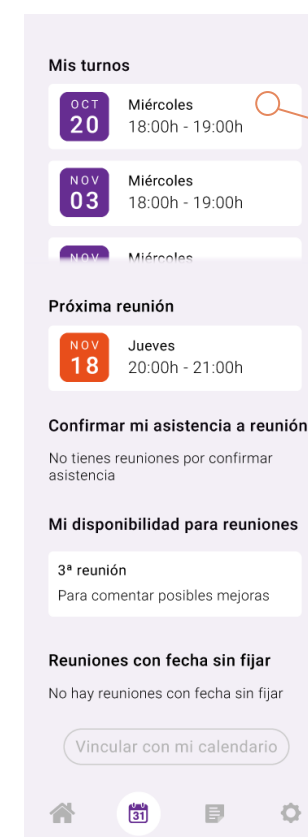 Mis turnos
OCT
20
Miércoles
18:00h - 19:00h
NOV
03
Miércoles
18:00h - 19:00h
NOV
Miércoles
Próxima reunión
NOV
18
Jueves
20:00h - 21:00h
Confirmar mi asistencia a reunión
No tienes reuniones por confirmar
asistencia
Mi disponibilidad para reuniones
3ª reunión
Para comentar posibles mejoras
Reuniones con fecha sin fijar
No hay reuniones con fecha sin fijar
Vincular con mi calendario
31